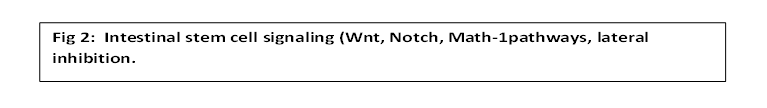 Fig 2:  Intestinal stem cell signaling (Wnt, Notch, Math-1pathways, lateral
inhibition.